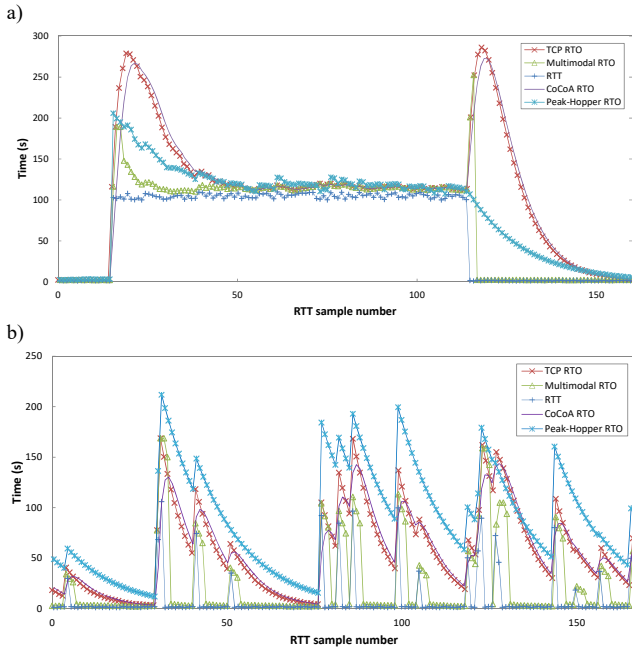 a)
300
250
200
150
100
50
0
Time (s)
0 50 100 150
RTT sample number
TCP RTO
Multimodal RTO
RTT
CoCoA RTO
Peak-Hopper RTO
b)
250
200
150
100
50
0
Time (s)
0 50 100 150
RTT sample number
TCP RTO
Multimodal RTO
RTT
CoCoA RTO
Peak-Hopper RTO